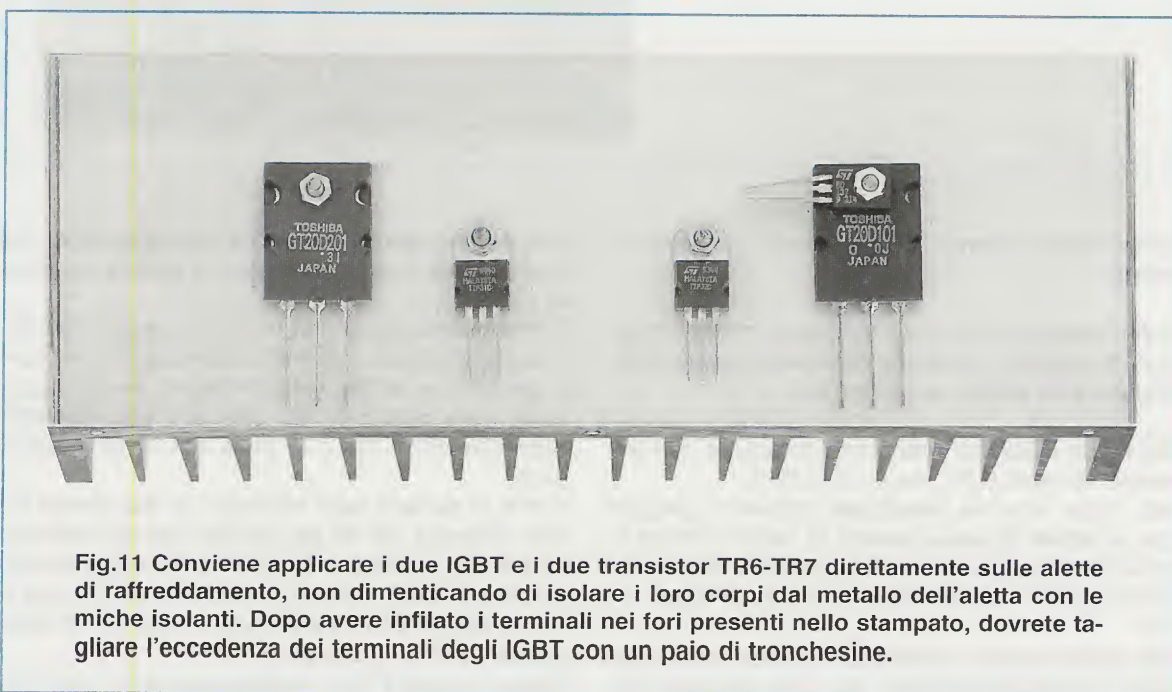 TOSHIBA
GT20D201
JAPAN
MALAYSIA
MALAYSIA
TOSHIBA
GT20D101
JAPAN
Fig.11 Conviene applicare i due IGBT e i due transistor TR6-TR7 direttamente sulle alette
di raffreddamento, non dimenticando di isolare i loro corpi dal metallo dell'aletta con le
miche isolanti. Dopo avere infilato i terminali nei fori presenti nello stampato, dovrete ta-
gliare l'eccedenza dei terminali degli IGBT con un paio di tronchesine.